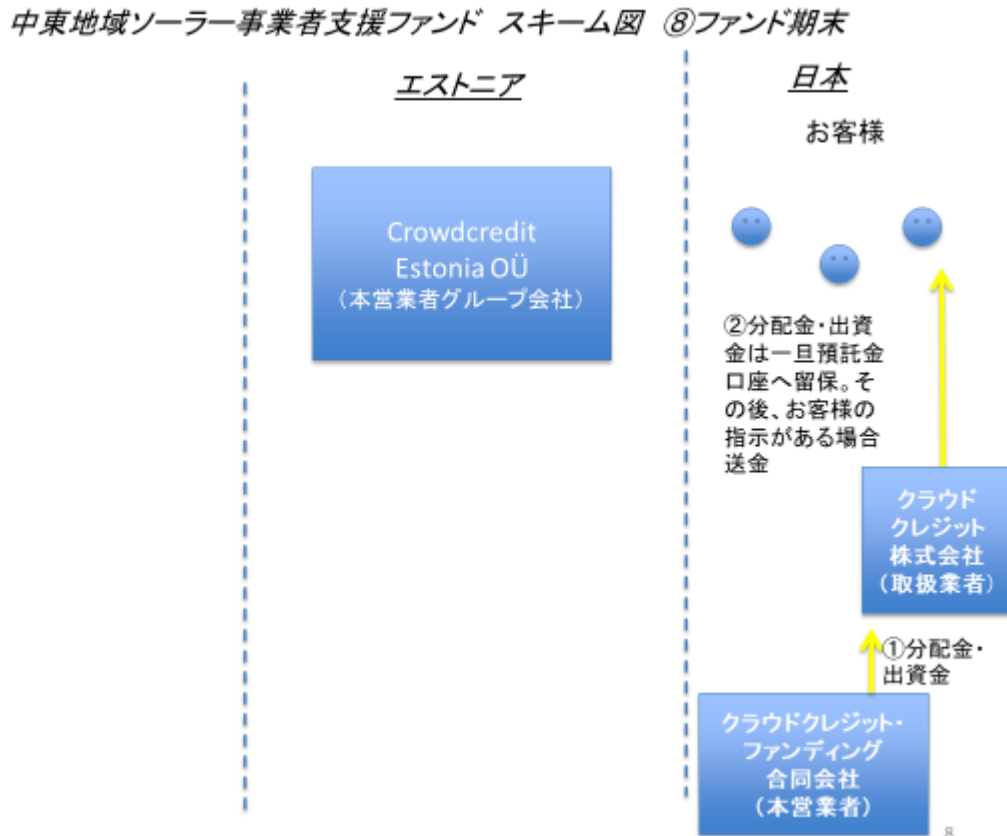 中東地域ソーラー事業者支援ファンド スキーム図 ⑧ファンド期末
エストニア
日本
お客様
Crowdcredit
Estonia OÜ
（本営業者グループ会社）
②分配金・出資
金は一旦預託金
口座へ留保。そ
の後、お客様の
指示がある場合
送金
クラウド
クレジット
株式会社
（取扱業者）
①分配金・
出資金
クラウドクレジット・
ファンディング
合同会社
（本営業者）